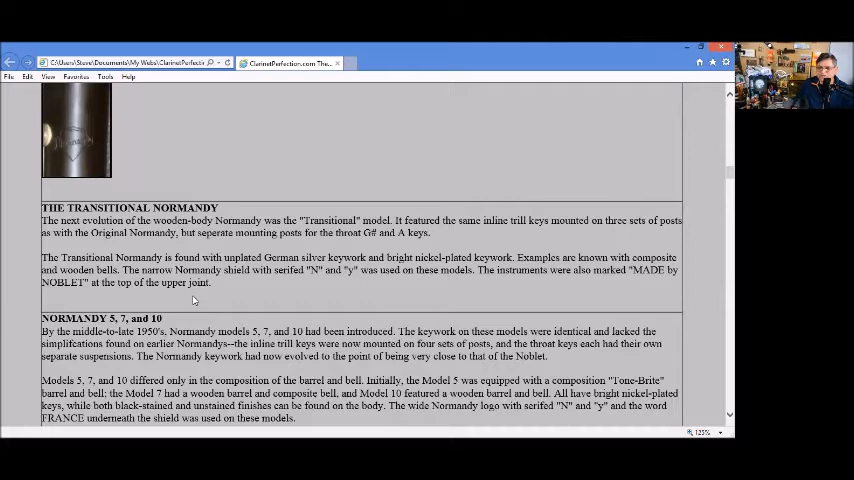 C:\Users\Steve\Documents\My Webs\ClarinetPerfectio
ClarinetPerfection.com The...
File Edit View Favorites Tools Help
THE TRANSITIONAL NORMANDY
The next evolution of the wooden-body Normandy was the "Transitional" model. It featured the same inline trill keys mounted on three sets of posts
as with the Original Normandy, but seperate mounting posts for the throat G# and A keys.
The Transitional Normandy is found with unplated German silver keywork and bright nickel-plated keywork. Examples are known with composite
and wooden bells. The narrow Normandy shield with serifed "N" and "y" was used on these models. The instruments were also marked "MADE by
NOBLET" at the top of the upper joint.
NORMANDY 5, 7, and 10
By the middle-to-late 1950's, Normandy models 5, 7, and 10 had been introduced. The keywork on these models were identical and lacked the
simplifcations found on earlier Normandys--the inline trill keys were now mounted on four sets of posts, and the throat keys each had their own
separate suspensions. The Normandy keywork had now evolved to the point of being very close to that of the Noblet.
Models 5, 7, and 10 differed only in the composition of the barrel and bell. Initially, the Model 5 was equipped with a composition "Tone-Brite"
barrel and bell; the Model 7 had a wooden barrel and composite bell, and Model 10 featured a wooden barrel and bell. All have bright nickel-plated
keys, while both black-stained and unstained finishes can be found on the body. The wide Normandy logo with serifed "N" and "y" and the word
FRANCE underneath the shield was used on these models.
125%